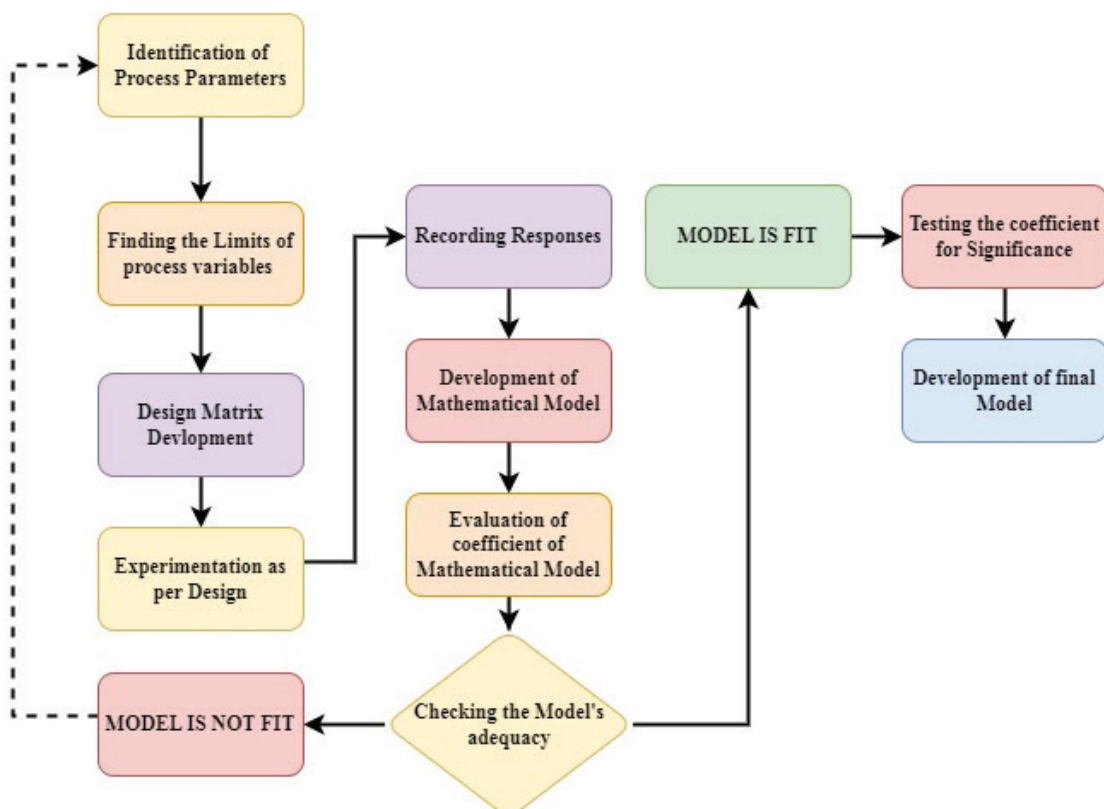 Identification of
Process Parameters
Finding the Limits of
process variables
Design Matrix
Devlopment
Experimentation as
per Design
MODEL IS NOT FIT
Recording Responses
Development of
Mathematical Model
Evaluation of
coefficient of
Mathematical Model
Checking the Model's
adequacy
MODEL IS FIT
Testing the coefficient
for Significance
Development of final
Model